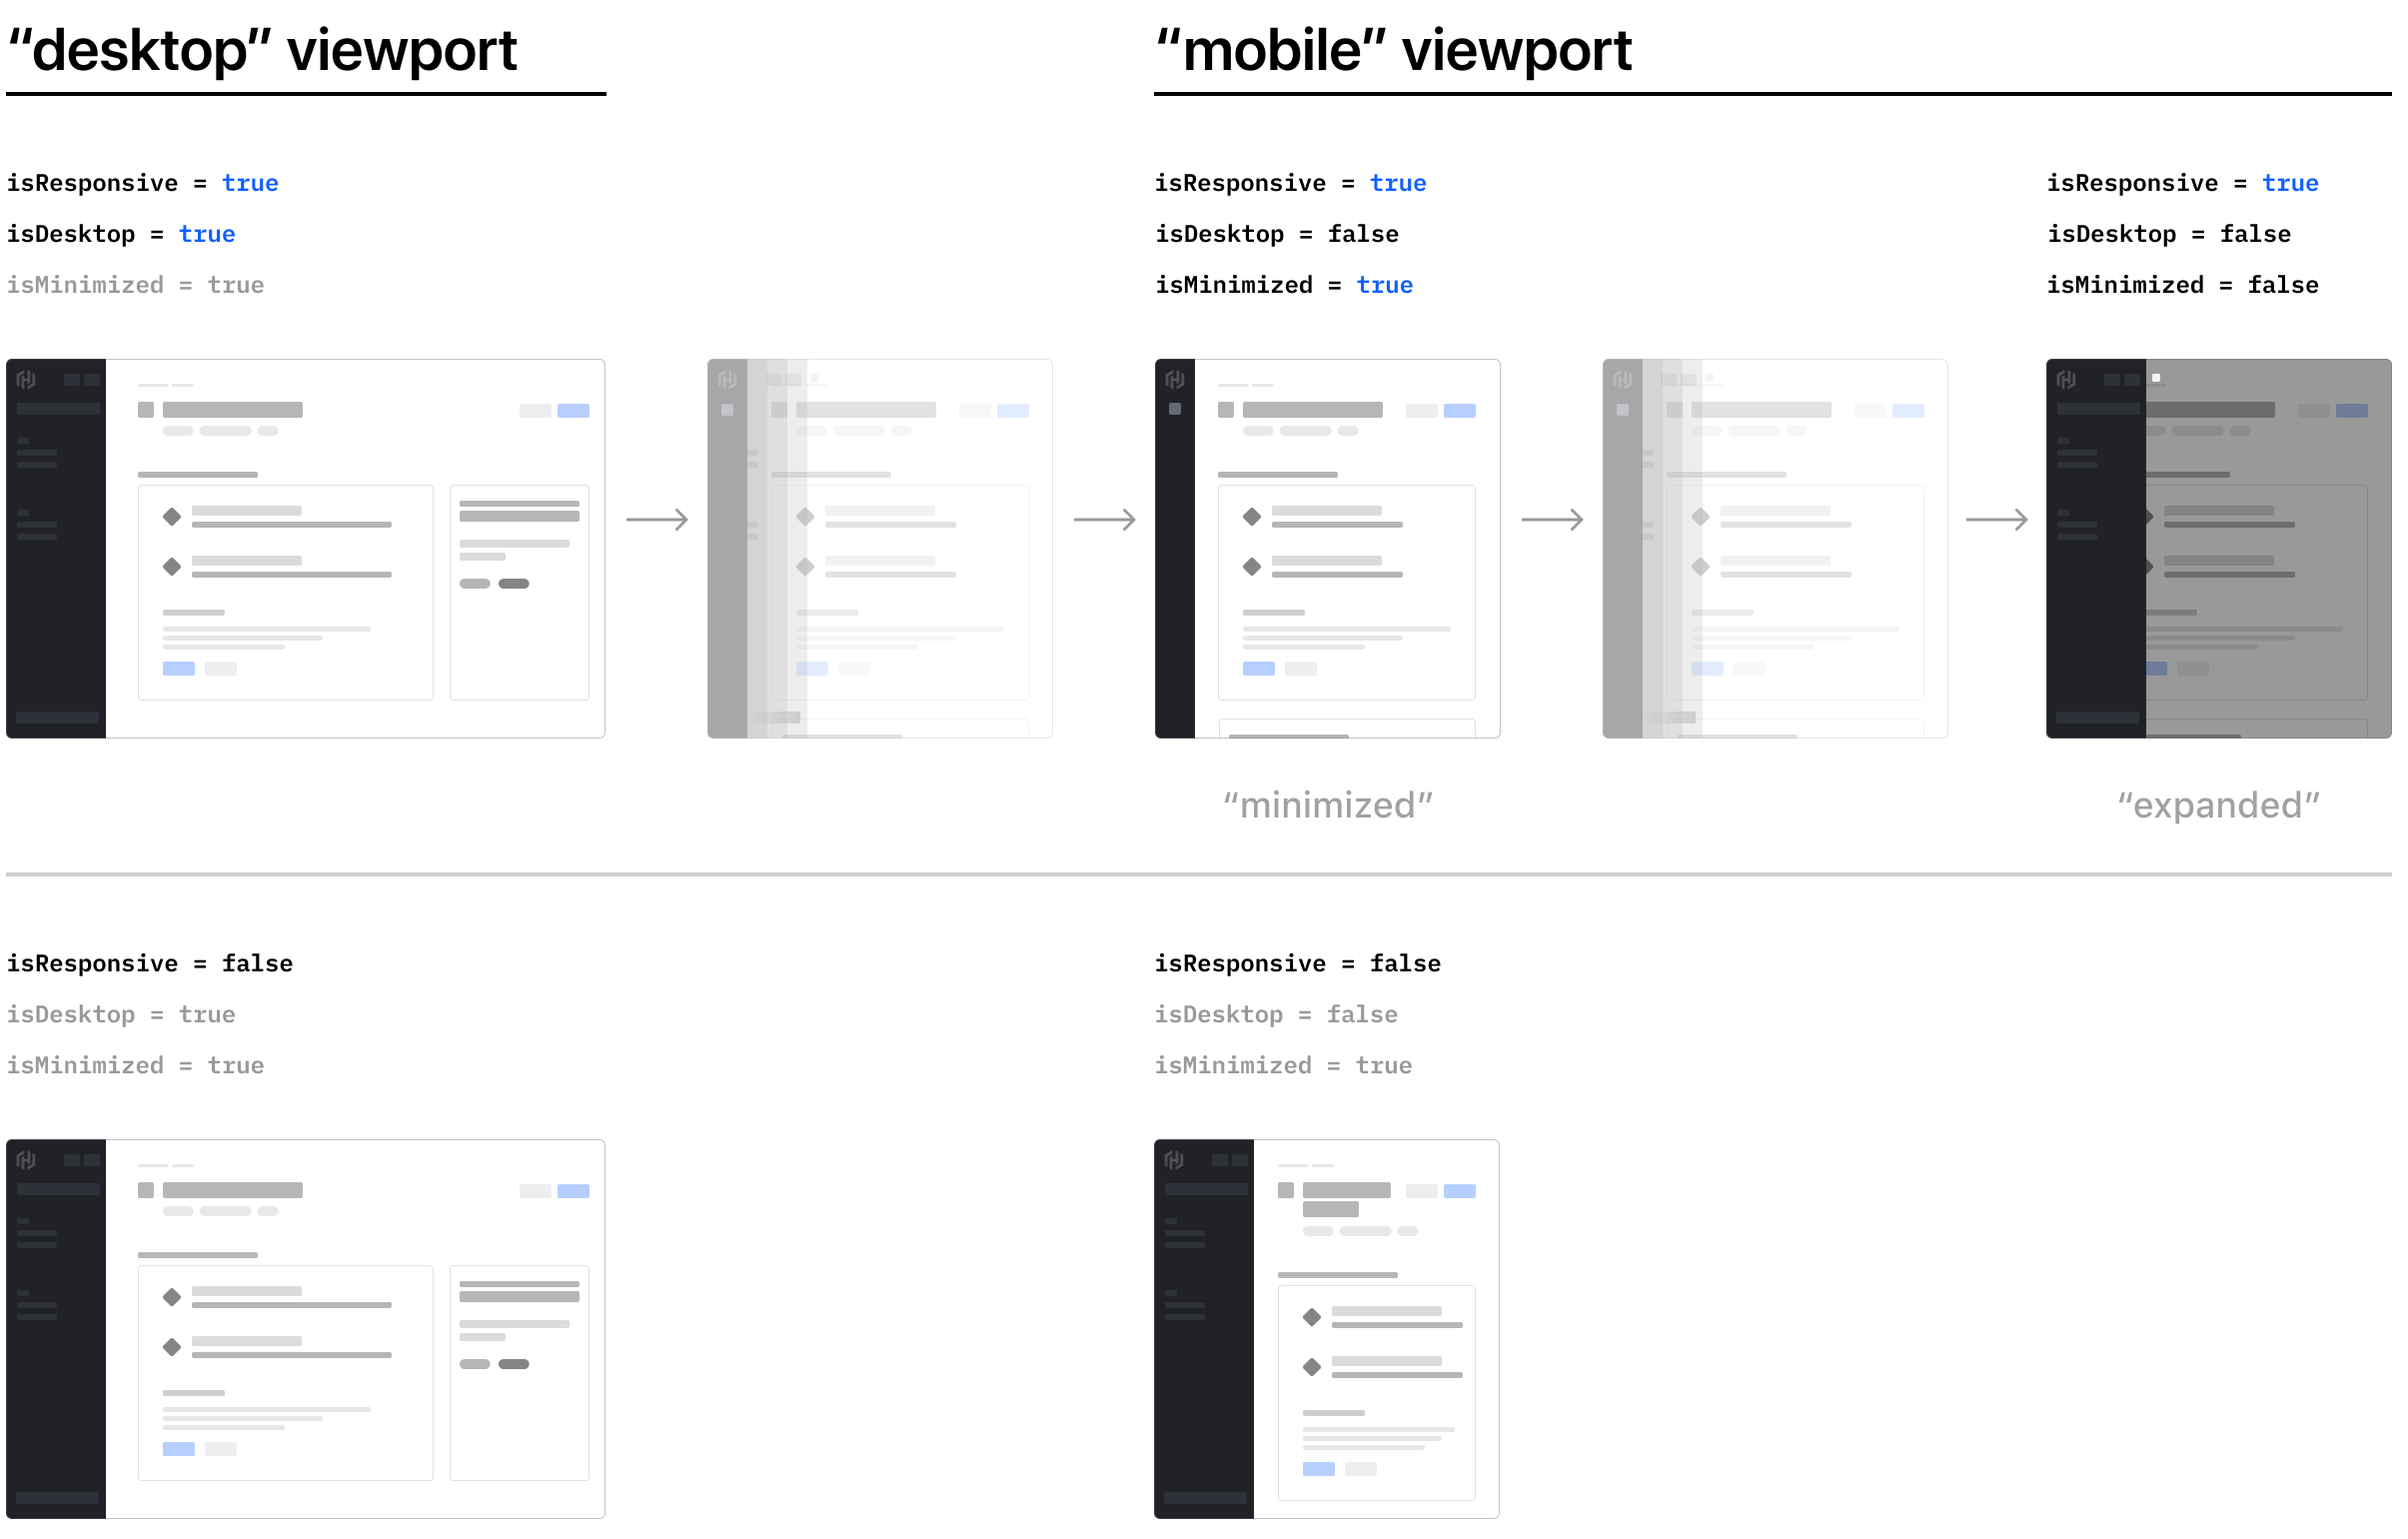 “desktop” viewport
“mobile” viewport
isResponsive = true
isDesktop = true
isMinimized = true
isResponsive = true
isDesktop = false
isMinimized = true
isResponsive = true
isDesktop = false
isMinimized = false
“minimized”
“expanded”
isResponsive = false
isDesktop = true
isMinimized = true
isResponsive = false
isDesktop = false
isMinimized = true